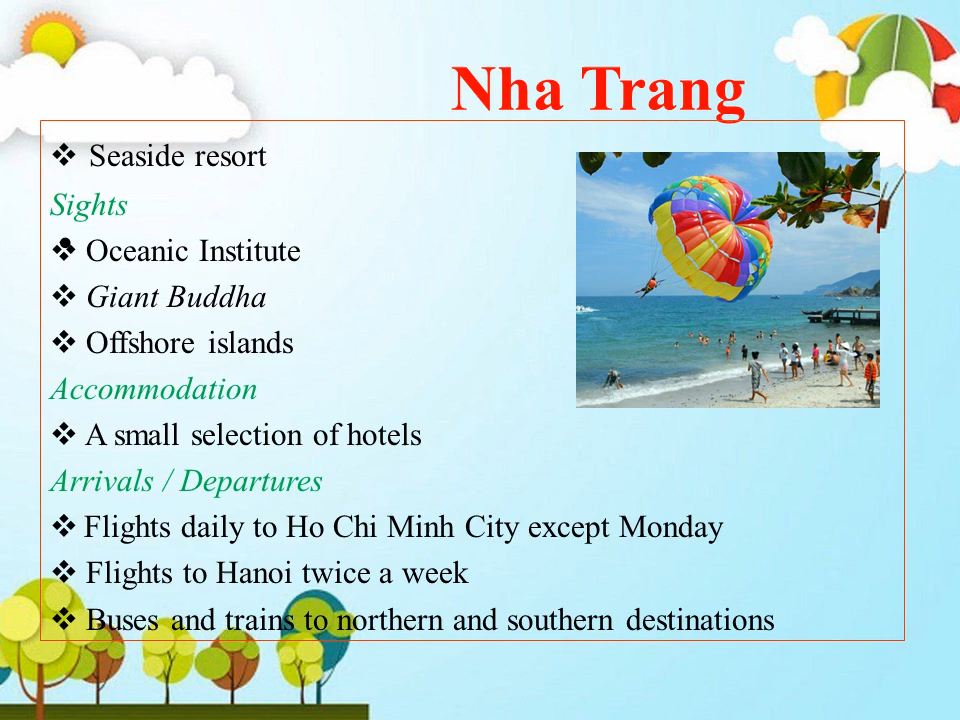 Nha Trang
❖ Seaside resort
Sights
❖ Oceanic Institute
❖ Giant Buddha
❖ Offshore islands
Accommodation
❖ A small selection of hotels
Arrivals / Departures
❖ Flights daily to Ho Chi Minh City except Monday
❖ Flights to Hanoi twice a week
❖ Buses and trains to northern and southern destinations